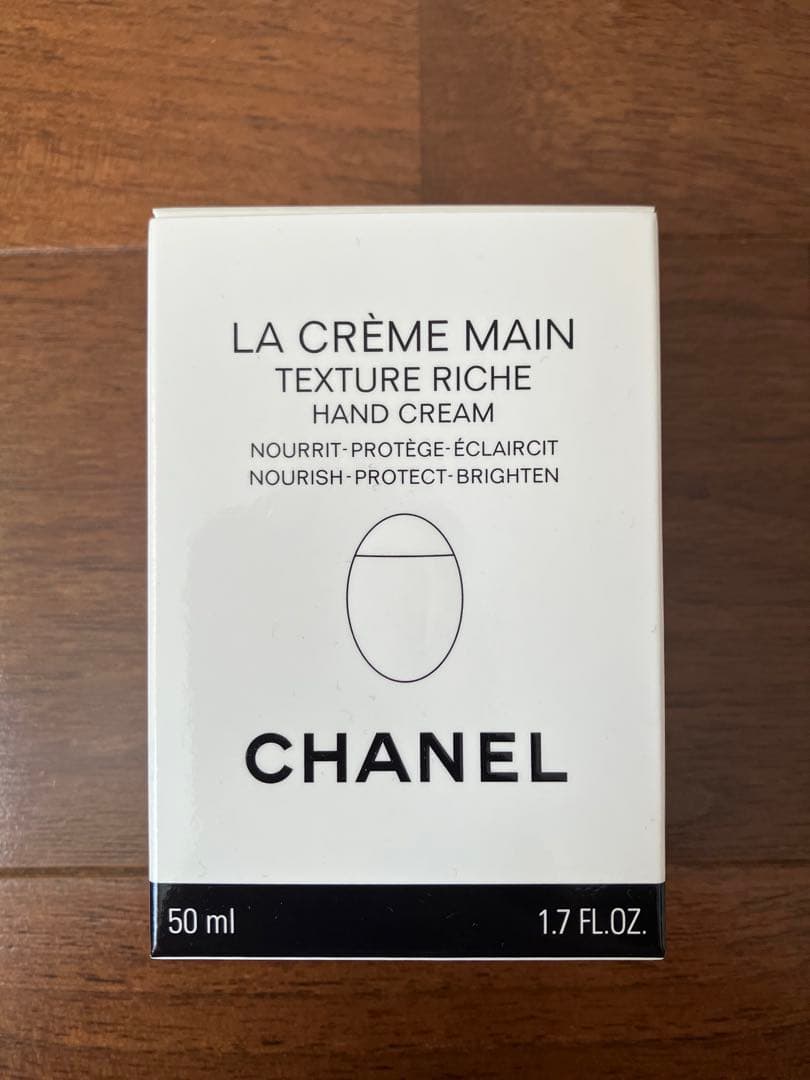 LA CRÈME MAIN
TEXTURE RICHE
HAND CREAM
NOURRIT-PROTÈGE-ÉCLAIRCIT
NOURISH-PROTECT-BRIGHTEN
CHANEL
50 ml 1.7 FL.OZ.